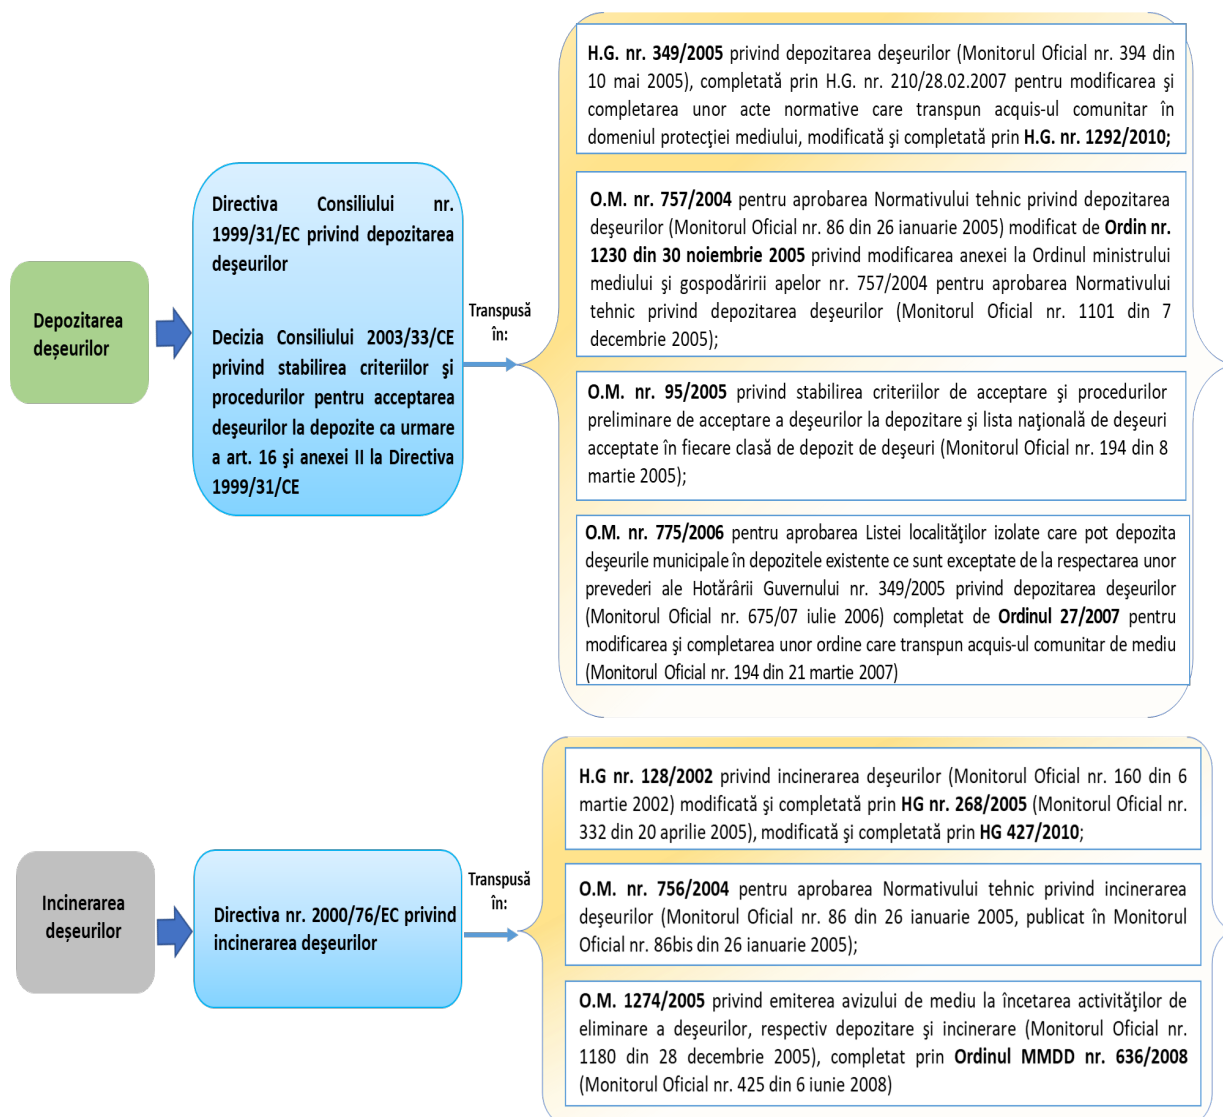 Depozitarea
deșeurilor
Directiva Consiliului nr.
1999/31/EC privind depozitarea
deşeurilor
Decizia Consiliului 2003/33/CE
privind stabilirea criteriilor şi
procedurilor pentru acceptarea
deşeurilor la depozite ca urmare
a art. 16 şi anexei II la Directiva
1999/31/CE
Transpusă
în:
H.G. nr. 349/2005 privind depozitarea deşeurilor (Monitorul Oficial nr. 394 din
10 mai 2005), completată prin H.G. nr. 210/28.02.2007 pentru modificarea şi
completarea unor acte normative care transpun acquis-ul comunitar în
domeniul protecţiei mediului, modificată şi completată prin H.G. nr. 1292/2010;
O.M. nr. 757/2004 pentru aprobarea Normativului tehnic privind depozitarea
deşeurilor (Monitorul Oficial nr. 86 din 26 ianuarie 2005) modificat de Ordin nr.
1230 din 30 noiembrie 2005 privind modificarea anexei la Ordinul ministrului
mediului şi gospodăririi apelor nr. 757/2004 pentru aprobarea Normativului
tehnic privind depozitarea deşeurilor (Monitorul Oficial nr. 1101 din 7
decembrie 2005);
O.M. nr. 95/2005 privind stabilirea criteriilor de acceptare şi procedurilor
preliminare de acceptare a deşeurilor la depozitare şi lista naţională de deşeuri
acceptate în fiecare clasă de depozit de deşeuri (Monitorul Oficial nr. 194 din 8
martie 2005);
O.M. nr. 775/2006 pentru aprobarea Listei localităţilor izolate care pot depozita
deşeurile municipale în depozitele existente ce sunt exceptate de la respectarea unor
prevederi ale Hotărârii Guvernului nr. 349/2005 privind depozitarea deşeurilor
(Monitorul Oficial nr. 675/07 iulie 2006) completat de Ordinul 27/2007 pentru
modificarea şi completarea unor ordine care transpun acquis-ul comunitar de mediu
(Monitorul Oficial nr. 194 din 21 martie 2007)
Incinerarea
deșeurilor
Directiva nr. 2000/76/EC privind
incinerarea deşeurilor
Transpusă
în:
H.G nr. 128/2002 privind incinerarea deşeurilor (Monitorul Oficial nr. 160 din 6
martie 2002) modificată şi completată prin HG nr. 268/2005 (Monitorul Oficial nr.
332 din 20 aprilie 2005), modificată şi completată prin HG 427/2010;
O.M. nr. 756/2004 pentru aprobarea Normativului tehnic privind incinerarea
deşeurilor (Monitorul Oficial nr. 86 din 26 ianuarie 2005, publicat în Monitorul
Oficial nr. 86bis din 26 ianuarie 2005);
O.M. 1274/2005 privind emiterea avizului de mediu la încetarea activităţilor de
eliminare a deşeurilor, respectiv depozitare şi incinerare (Monitorul Oficial nr.
1180 din 28 decembrie 2005), completat prin Ordinul MMDD nr. 636/2008
(Monitorul Oficial nr. 425 din 6 iunie 2008)